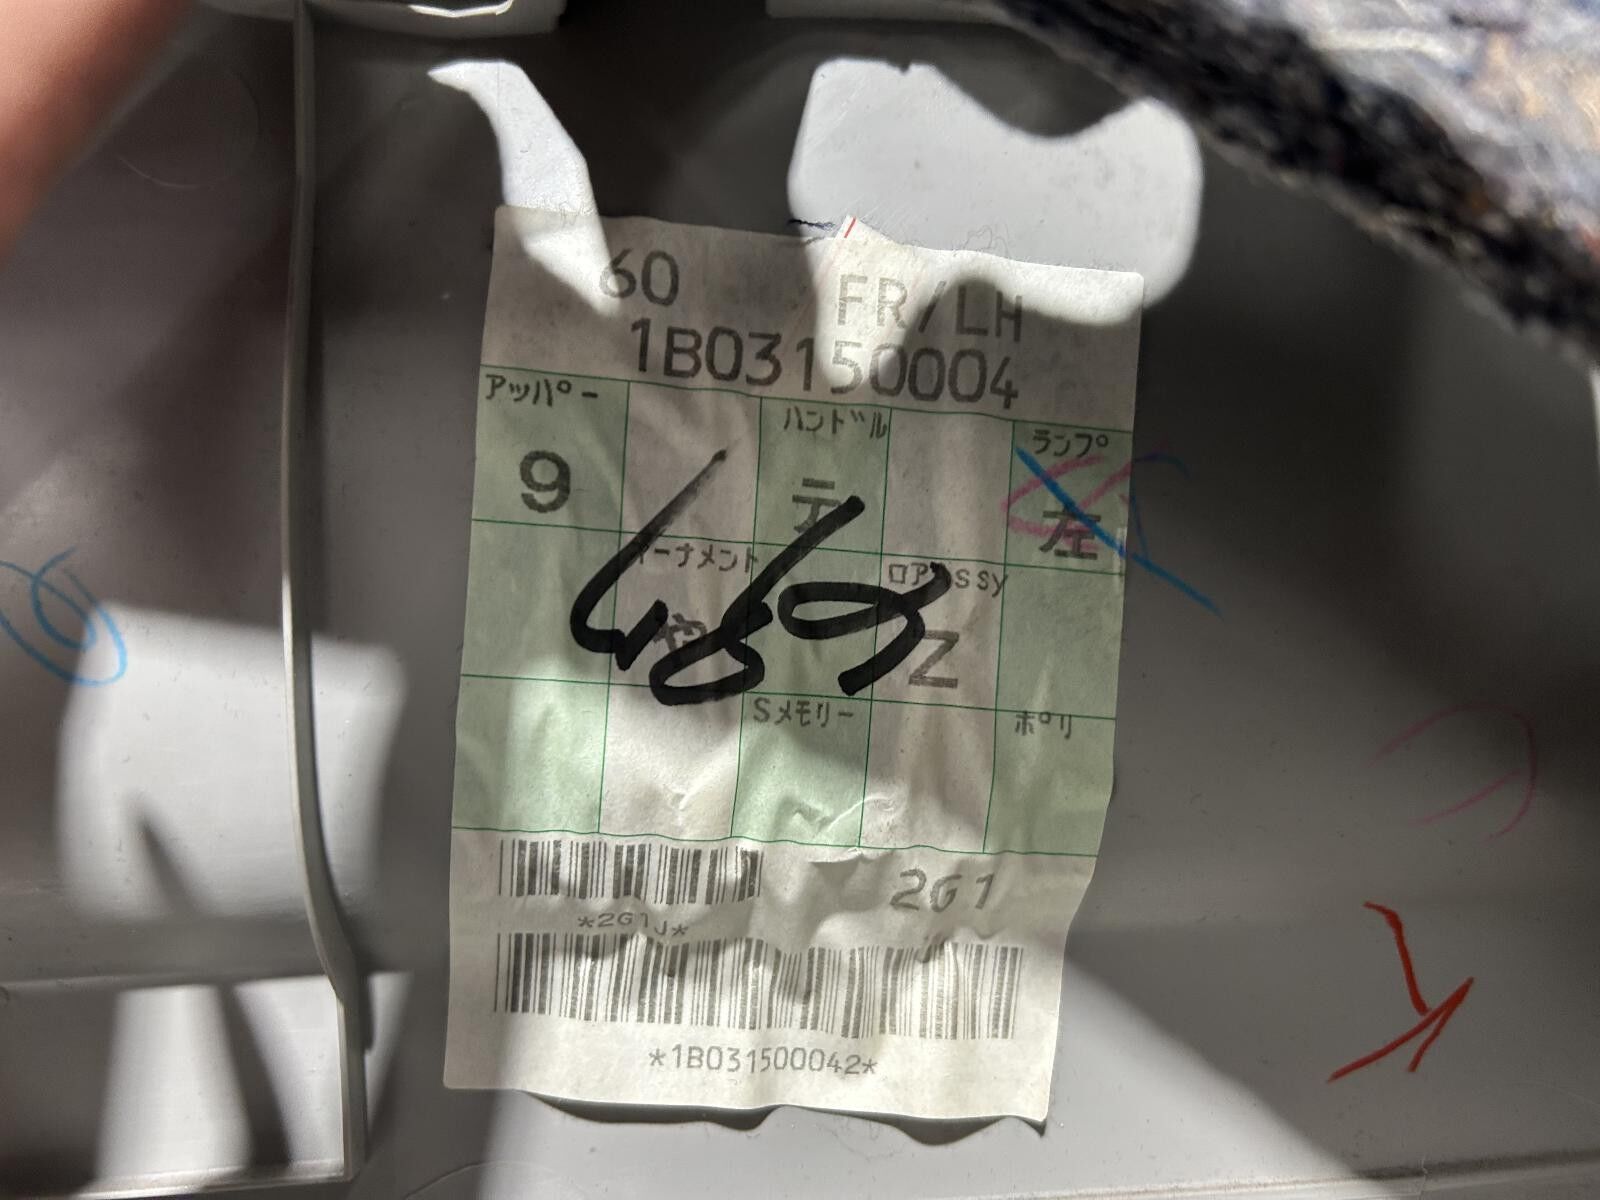 60 FR/LH
1B03150004
アッパー ハンドル ランプ
9 テ 左
オーナメント ロアASSY
や Z
Sメモリー ポリ
2G1
*2G1J*
*1B031500042*